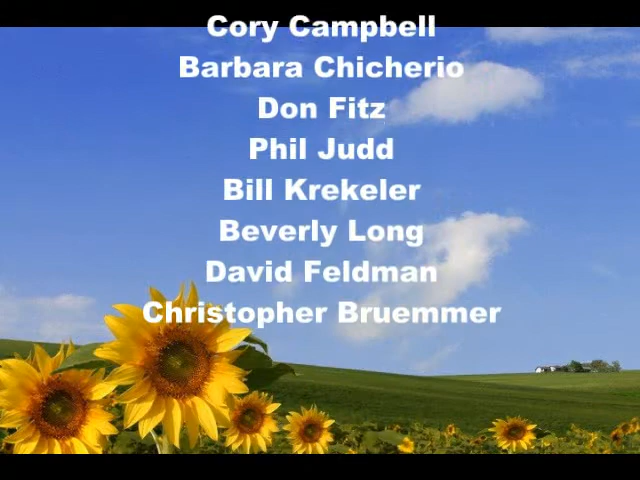 Cory Campbell
Barbara Chicherio
Don Fitz
Phil Judd
Bill Krekeler
Beverly Long
David Feldman
Christopher Bruemmer